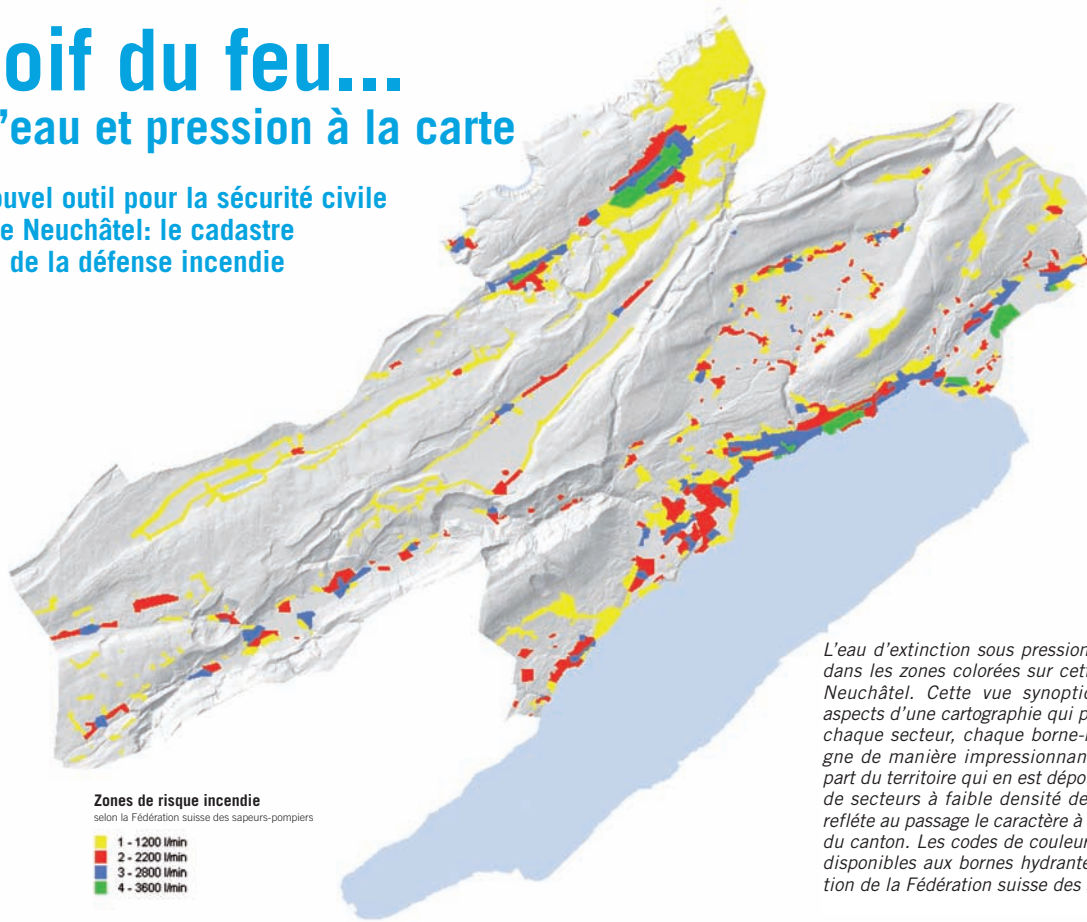 oif du feu...
'eau et pression à la carte
ouvel outil pour la sécurité civile
e Neuchâtel: le cadastre
de la défense incendie
L'eau d'extinction sous pression
dans les zones colorées sur cett
Neuchâtel. Cette vue synoptic
aspects d'une cartographie qui p
chaque secteur, chaque borne-
gne de manière impressionnan
part du territoire qui en est dépo
de secteurs à faible densité de
refléte au passage le caractère à
du canton. Les codes de couleur
disponibles aux bornes hydrante
tion de la Fédération suisse des
Zones de risque incendie
selon la Fédération suisse des sapeurs-pompiers
1 - 1200 l/min
2 - 2200 l/min
3 - 2800 l/min
4 - 3600 l/min